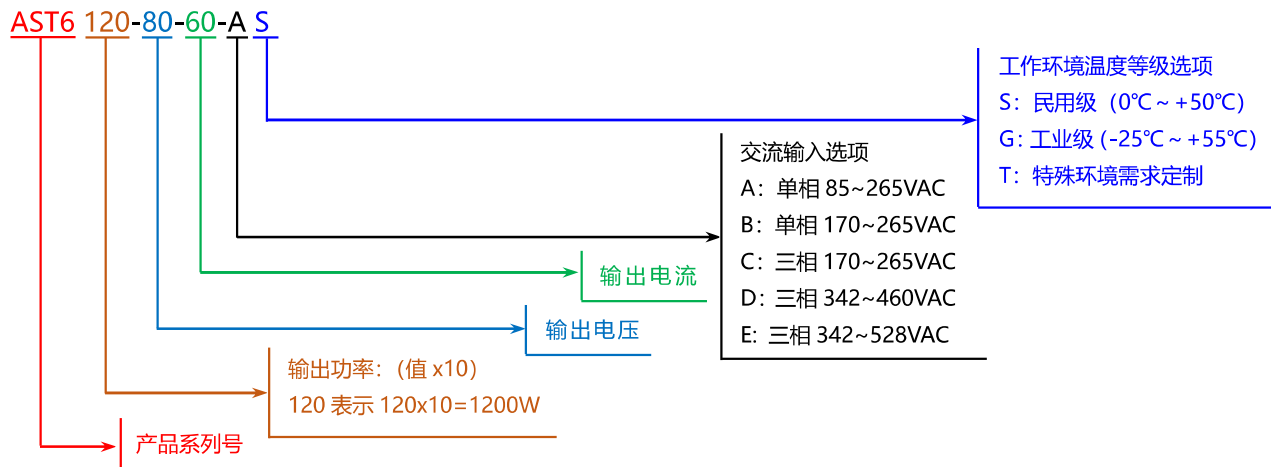 AST6 120-80-60-A S
工作环境温度等级选项
S：民用级（0℃~+50℃）
G：工业级 (-25℃~+55℃)
T：特殊环境需求定制
交流输入选项
A：单相 85~265VAC
B：单相 170~265VAC
C：三相 170~265VAC
D：三相 342~460VAC
E: 三相 342~528VAC
输出电流
输出电压
输出功率：(值 x10）
120 表示 120x10=1200W
产品系列号